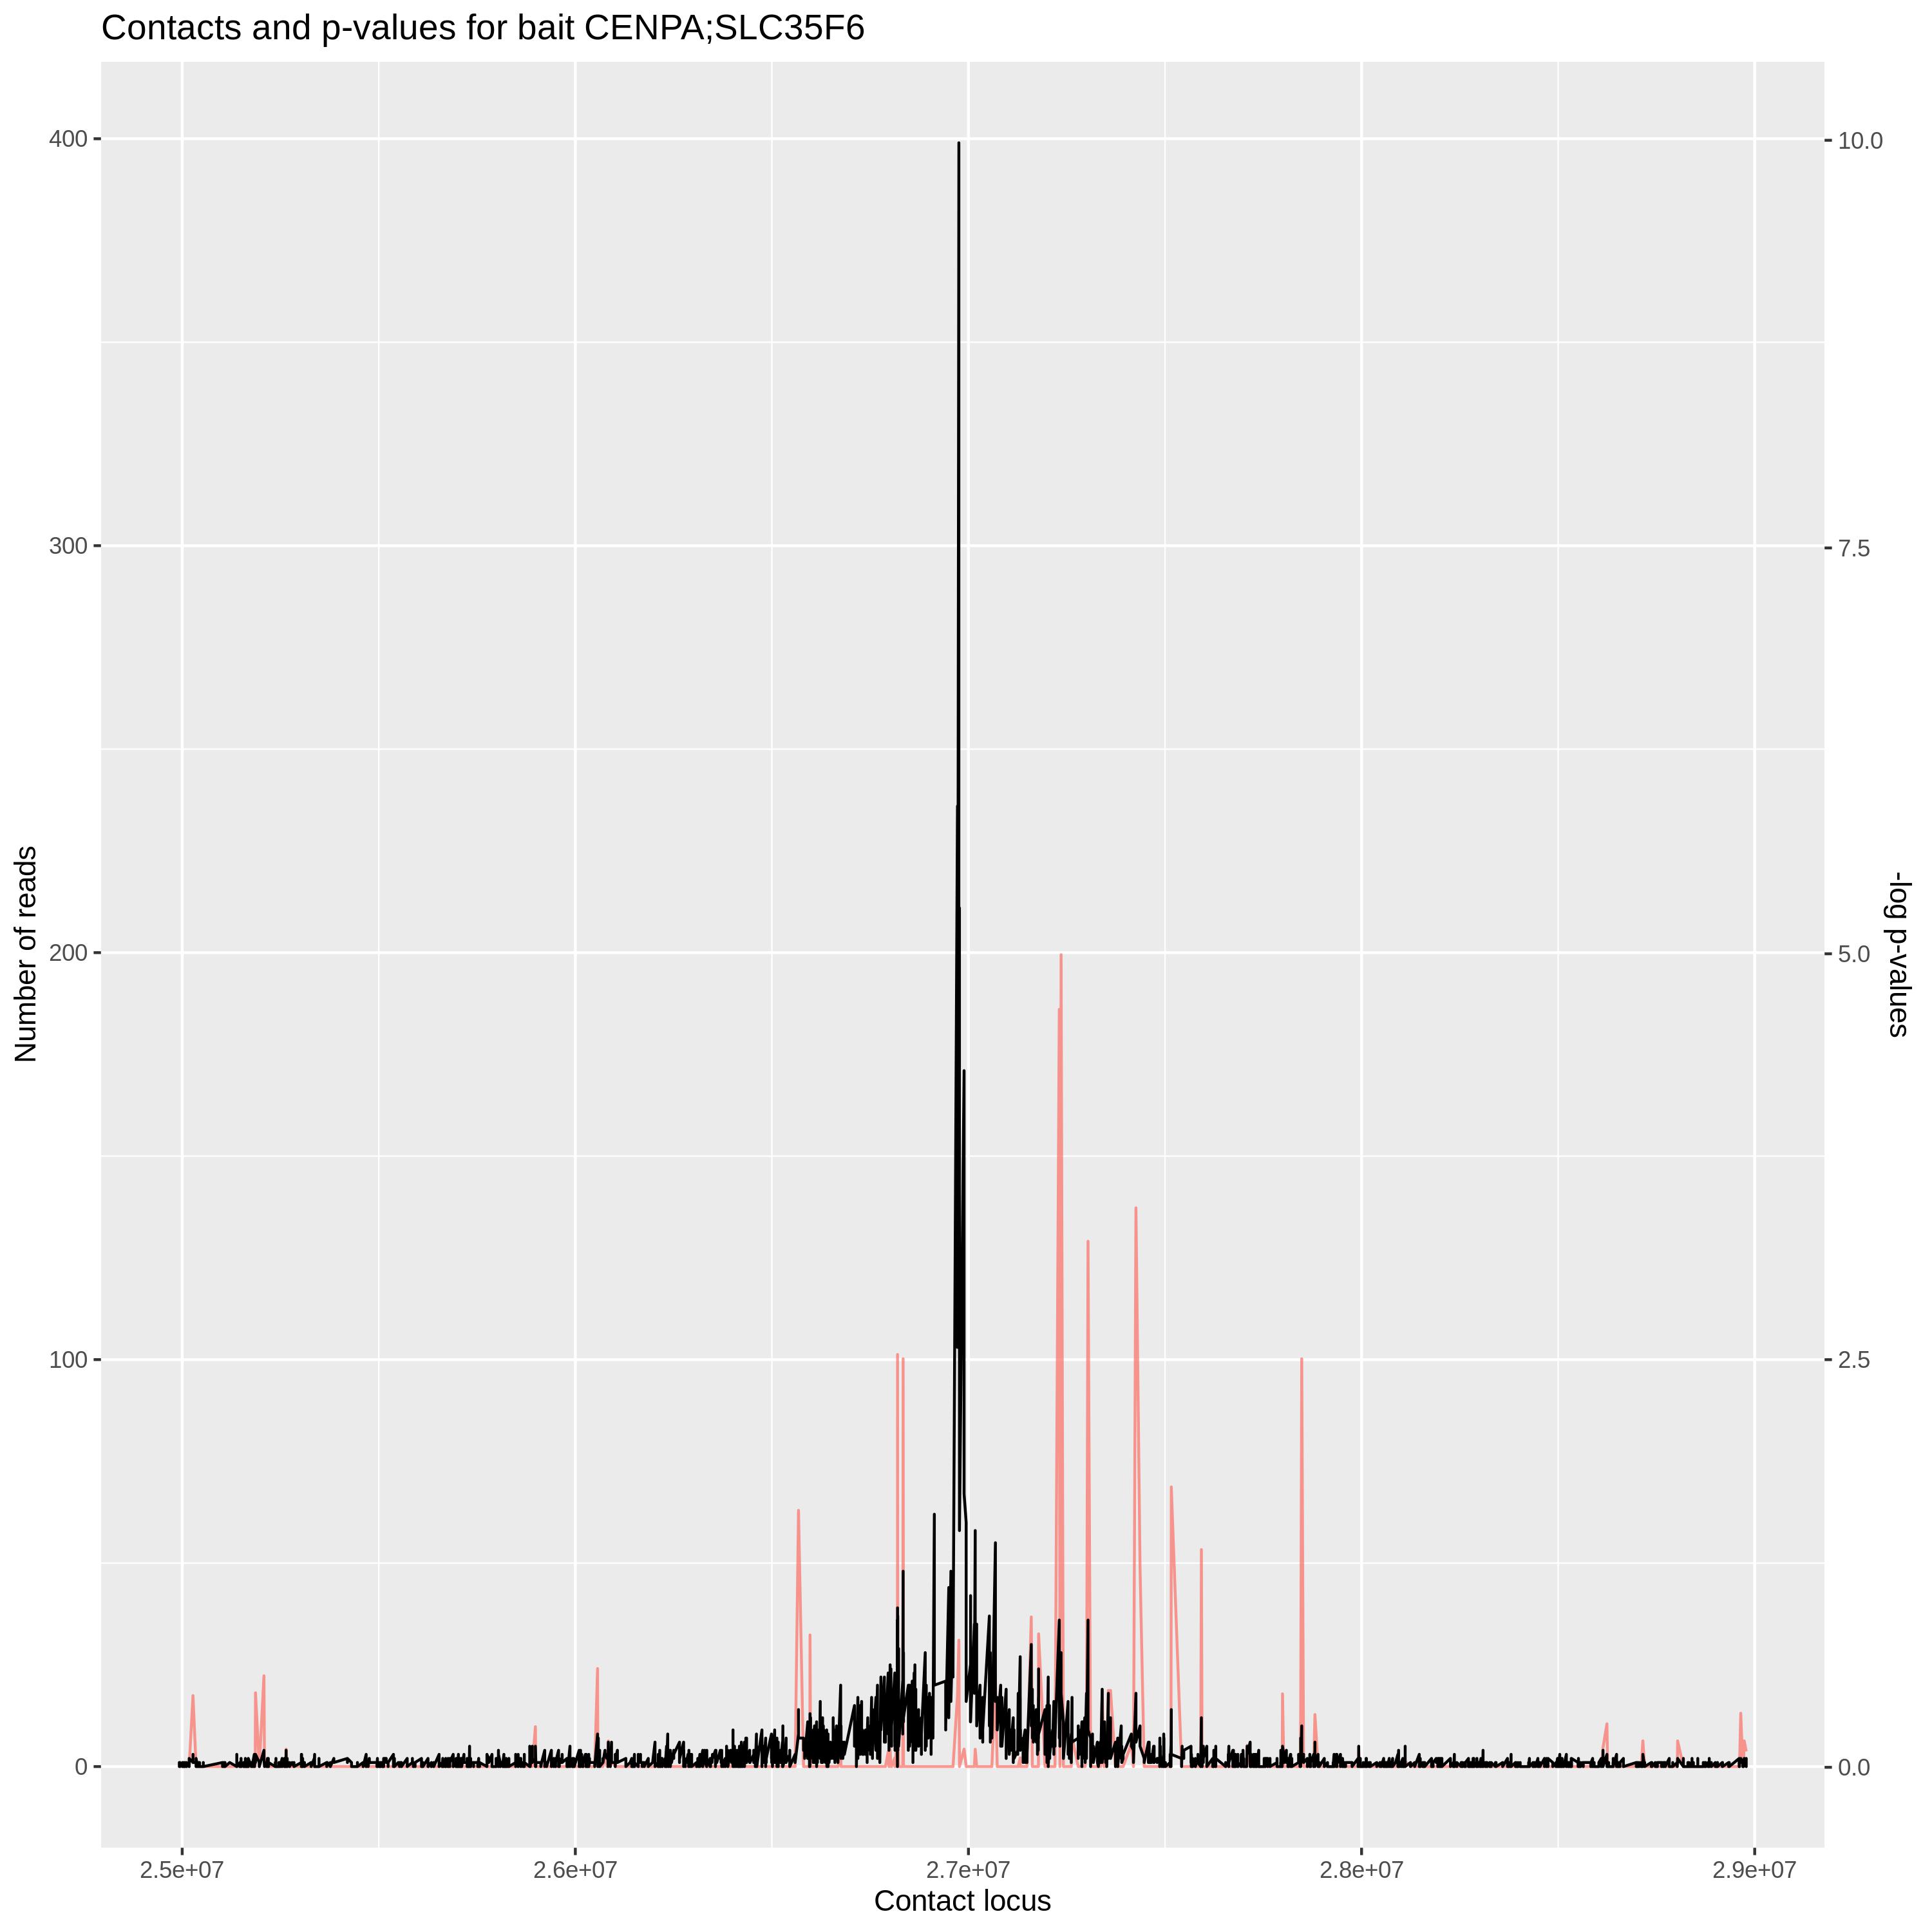 Contacts and p-values for bait CENPA;SLC35F6
400
300
200
100
0
Number of reads
10.0
7.5
5.0
2.5
0.0
-log p-values
2.5e+07
2.6e+07
2.7e+07
2.8e+07
2.9e+07
Contact locus